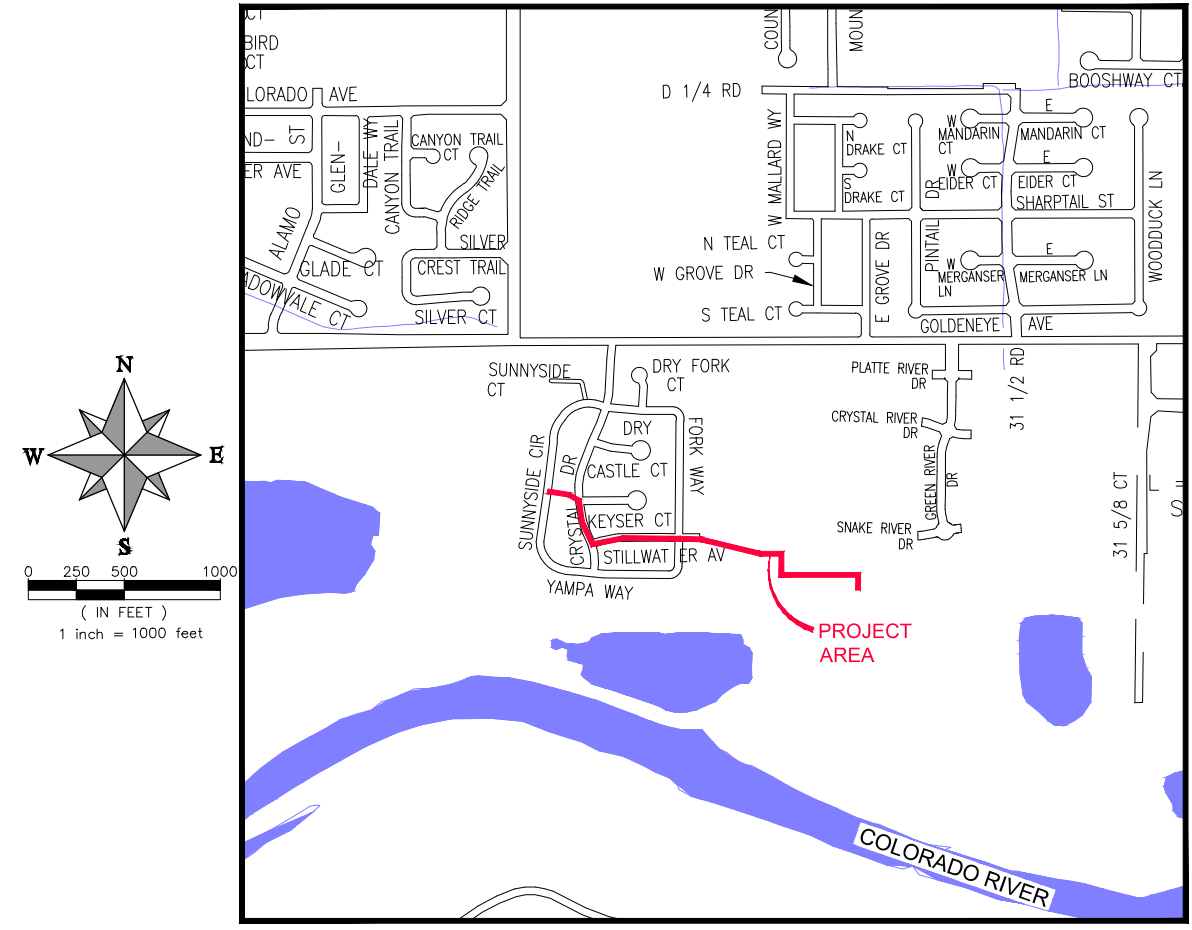 CT
BIRD
CT
LORADO AVE
ND-
ST
ER AVE
GLEN-
DALE WY
CANYON TRAIL
CANYON TRAIL
CT
RIDGE TRAIL
SILVER
CREST TRAIL
SILVER CT
ALAMO
GLADE CT
ADOWVALE CT
COUN
MOUN
D 1/4 RD
BOOSHWAY CT
W MALLARD WY
N
DRAKE CT
S
DRAKE CT
W
MANDARIN
CT
E
MANDARIN CT
W
EIDER CT
E
EIDER CT
SHARPTAIL ST
PINTAIL
DR
WOODDUCK LN
N TEAL CT
W GROVE DR
S TEAL CT
E GROVE DR
W
MERGANSER
LN
E
MERGANSER LN
GOLDENEYE AVE
31 1/2 RD
SUNNYSIDE
CT
DRY FORK
CT
DRY
FORK WAY
CASTLE CT
SUNNYSIDE CIR
CRYSTAL
DR
KEYSER CT
STILLWAT ER AV
YAMPA WAY
PLATTE RIVER
DR
CRYSTAL RIVER
DR
GREEN RIVER
DR
SNAKE RIVER
DR
31 5/8 CT
S
PROJECT
AREA
COLORADO RIVER
N
W
E
S
0 250 500 1000
( IN FEET )
1 inch = 1000 feet